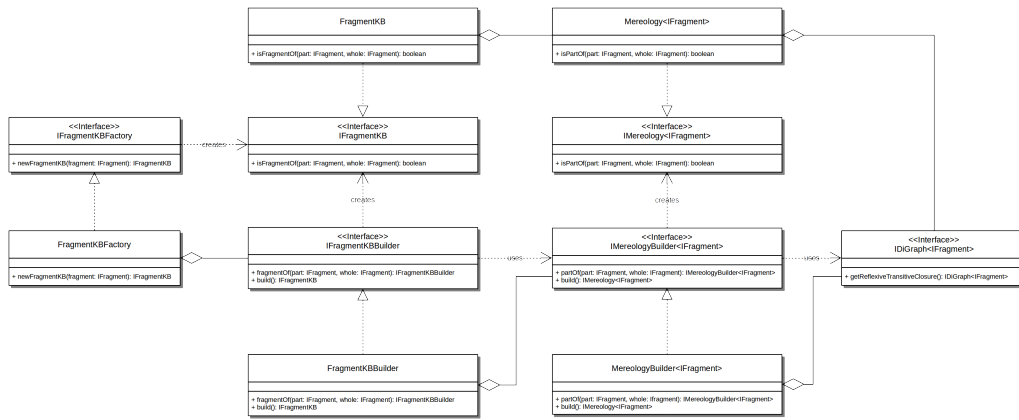 FragmentKB
+ isFragmentOf(part: IFragment, whole: IFragment): boolean
Mereology<IFragment>
+ isPartOf(part: IFragment, whole: IFragment): boolean
<<Interface>>
IFragmentKBFactory
+ newFragmentKB(fragment: IFragment): IFragmentKB
creates
<<Interface>>
IFragmentKB
+ isFragmentOf(part: IFragment, whole: IFragment): boolean
<<Interface>>
IMereology<IFragment>
+ isPartOf(part: IFragment, whole: IFragment): boolean
creates
creates
FragmentKBFactory
+ newFragmentKB(fragment: IFragment): IFragmentKB
<<Interface>>
IFragmentKBBuilder
+ fragmentOf(part: IFragment, whole: IFragment): IFragmentKBBuilder
+ build(): IFragmentKB
uses
<<Interface>>
IMereologyBuilder<IFragment>
+ partOf(part: IFragment, whole: IFragment): IMereologyBuilder<IFragment>
+ build(): IMereology<IFragment>
uses
<<Interface>>
IDiGraph<IFragment>
+ getReflexiveTransitiveClosure(): IDiGraph<IFragment>
FragmentKBBuilder
+ fragmentOf(part: IFragment, whole: IFragment): IFragmentKBBuilder
+ build(): IFragmentKB
MereologyBuilder<IFragment>
+ partOf(part: IFragment, whole: Ifragment): IMereologyBuilder<IFragment>
+ build(): IMereology<IFragment>